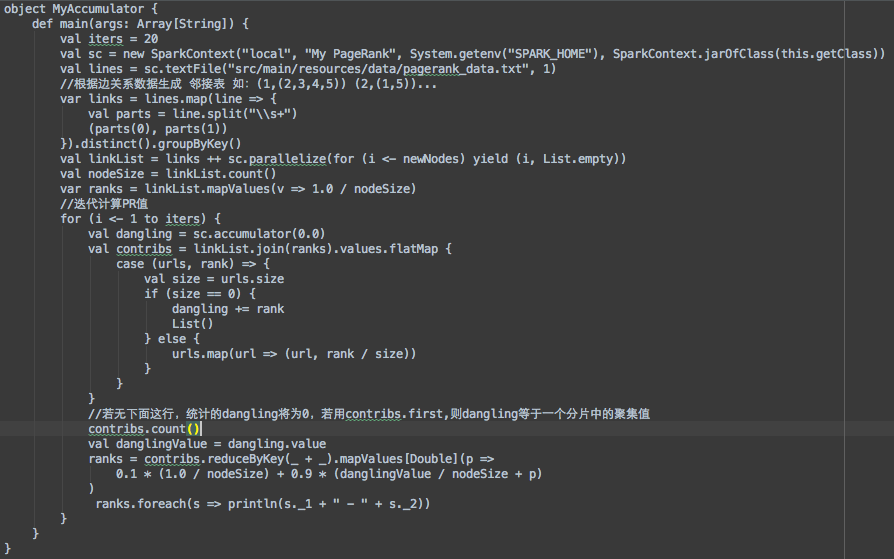 object MyAccumulator {
    def main(args: Array[String]) {
        val iters = 20
        val sc = new SparkContext("local", "My PageRank", System.getenv("SPARK_HOME"), SparkContext.jarOfClass(this.getClass))
        val lines = sc.textFile("src/main/resources/data/pagerank_data.txt", 1)
        //根据边关系数据生成 邻接表 如：(1,(2,3,4,5)) (2,(1,5))...
        var links = lines.map(line => {
            val parts = line.split("\\s+")
            (parts(0), parts(1))
        }).distinct().groupByKey()
        val linkList = links ++ sc.parallelize(for (i <- newNodes) yield (i, List.empty))
        val nodeSize = linkList.count()
        var ranks = linkList.mapValues(v => 1.0 / nodeSize)
        //迭代计算PR值
        for (i <- 1 to iters) {
            val dangling = sc.accumulator(0.0)
            val contribs = linkList.join(ranks).values.flatMap {
                case (urls, rank) => {
                    val size = urls.size
                    if (size == 0) {
                        dangling += rank
                        List()
                    } else {
                        urls.map(url => (url, rank / size))
                    }
                }
            }
            //若无下面这行，统计的dangling将为0，若用contribs.first,则dangling等于一个分片中的聚集值
            contribs.count()
            val danglingValue = dangling.value
            ranks = contribs.reduceByKey(_ + _).mapValues[Double](p =>
                0.1 * (1.0 / nodeSize) + 0.9 * (danglingValue / nodeSize + p)
            )
             ranks.foreach(s => println(s._1 + " - " + s._2))
        }
    }
}